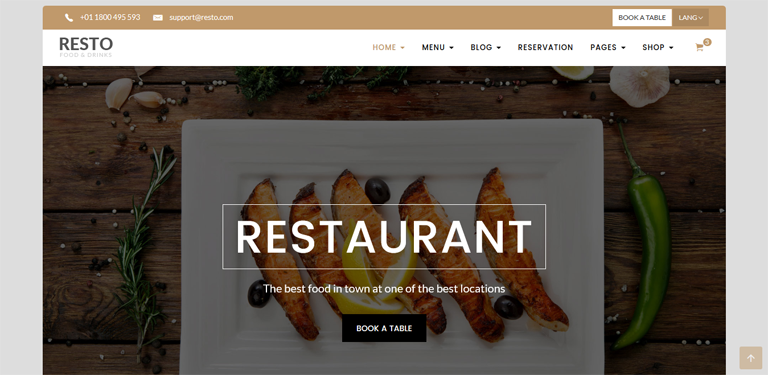 +01 1800 495 593 support@resto.com BOOK A TABLE LANG
RESTO
FOOD & DRINKS
HOME MENU BLOG RESERVATION PAGES SHOP 3
RESTAURANT
The best food in town at one of the best locations
BOOK A TABLE